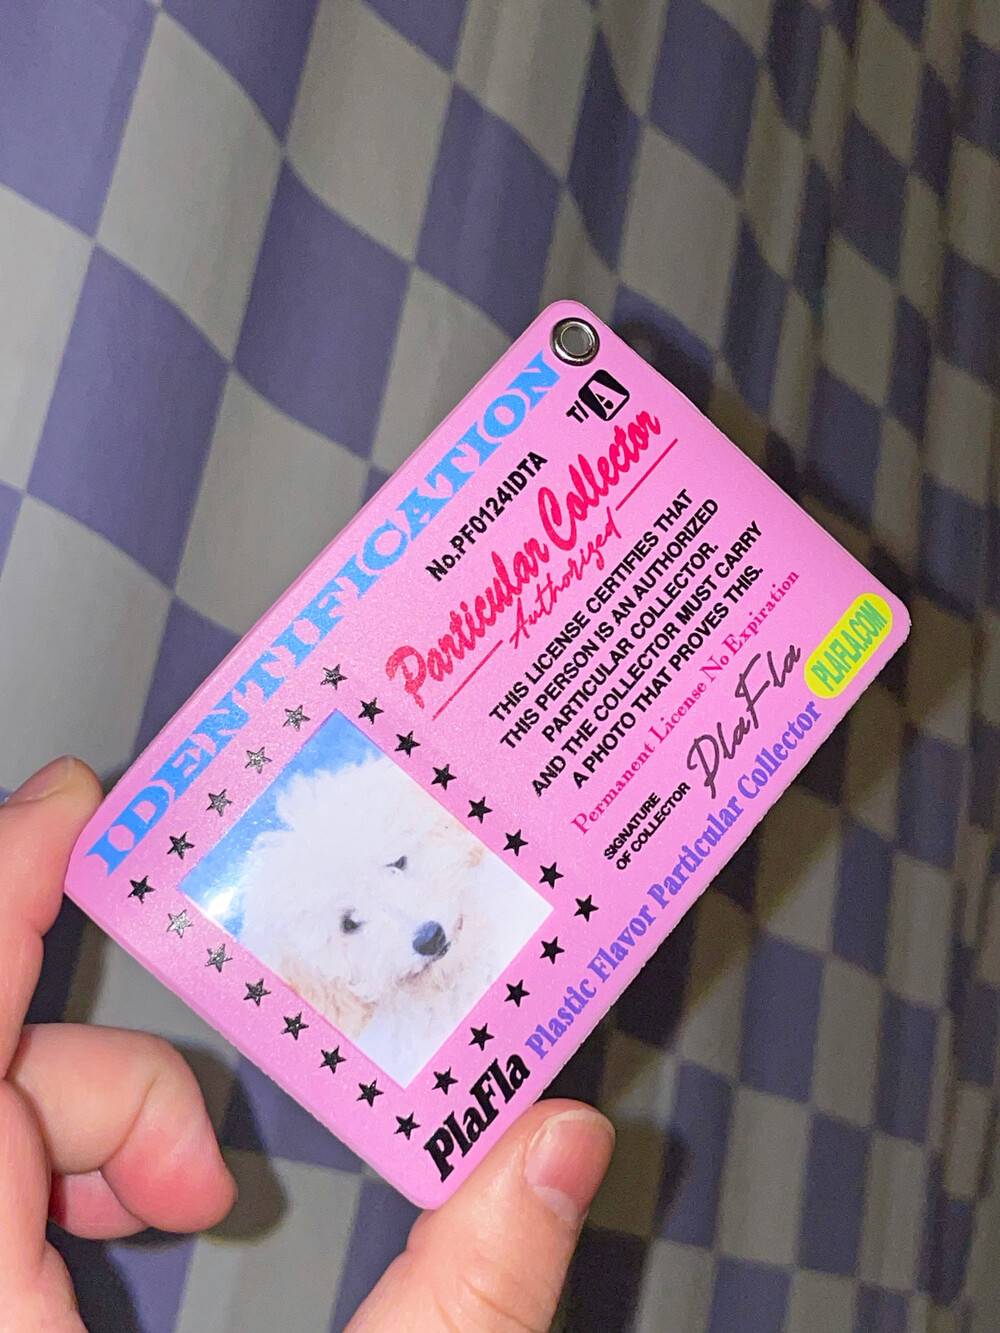 IDENTIFICATION
No.PF0124IDTA
T/A
Particular Collector
Authorized
THIS LICENSE CERTIFIES THAT
THIS PERSON IS AN AUTHORIZED
PARTICULAR COLLECTOR.
AND THE COLLECTOR MUST CARRY
A PHOTO THAT PROVES THIS.
Permanent License No Expiration
SIGNATURE
OF COLLECTOR
PlaFla
PlaFla Plastic Flavor Particular Collector
PLAFLA.COM